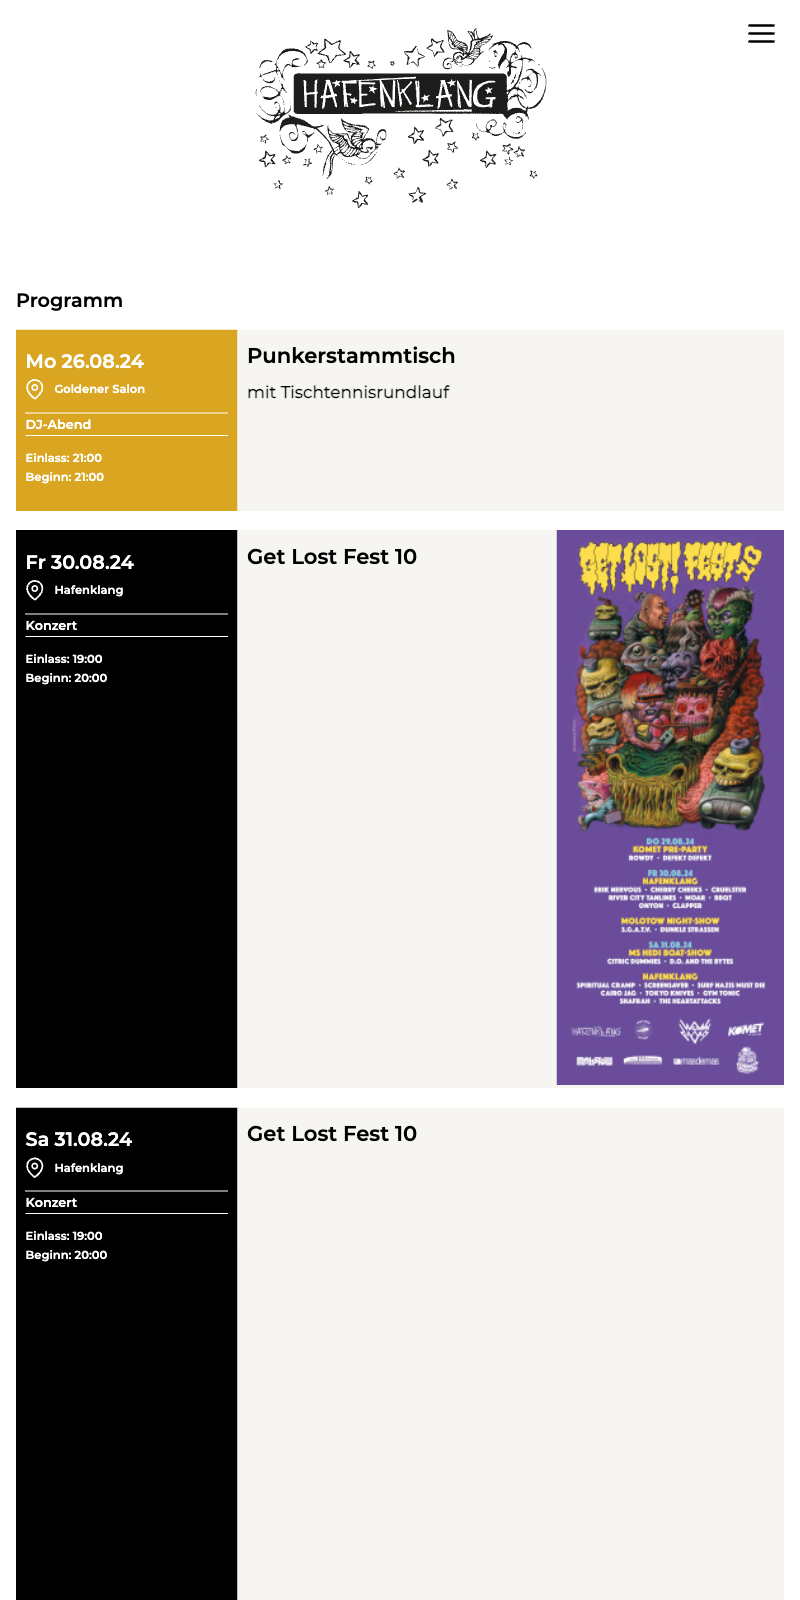 HAFENKLANG
Programm
Mo 26.08.24
Goldener Salon
DJ-Abend
Einlass: 21:00
Beginn: 21:00
Punkerstammtisch
mit Tischtennisrundlauf
Fr 30.08.24
Hafenklang
Konzert
Einlass: 19:00
Beginn: 20:00
Get Lost Fest 10
GET LOST! FEST 10
DO 29.08.24
KOMET PRE-PARTY
ROWDY • DEFEKT DEFEKT
FR 30.08.24
HAFENKLANG
ERIK NERVOUS • CHERRY CHEEKS • CRUELSTER
RIVER CITY TANLINES • MOAR • BBQT
ONYON • CLAPPER
MOLOTOW NIGHT-SHOW
S.G.A.T.V. • DUNKLE STRASSEN
SA 31.08.24
MS HEDI BOAT-SHOW
CITRIC DUMMIES • D.O. AND THE BYTES
HAFENKLANG
SPIRITUAL CRAMP • SCREENSAVER • SURF NAZIS MUST DIE
CAIRO JAG • TOKYO KNIVES • GYM TONIC
SHAFRAH • THE HEARTATTACKS
HAFENKLANG
KOMET
MOLOTOW
masdemas
Sa 31.08.24
Hafenklang
Konzert
Einlass: 19:00
Beginn: 20:00
Get Lost Fest 10